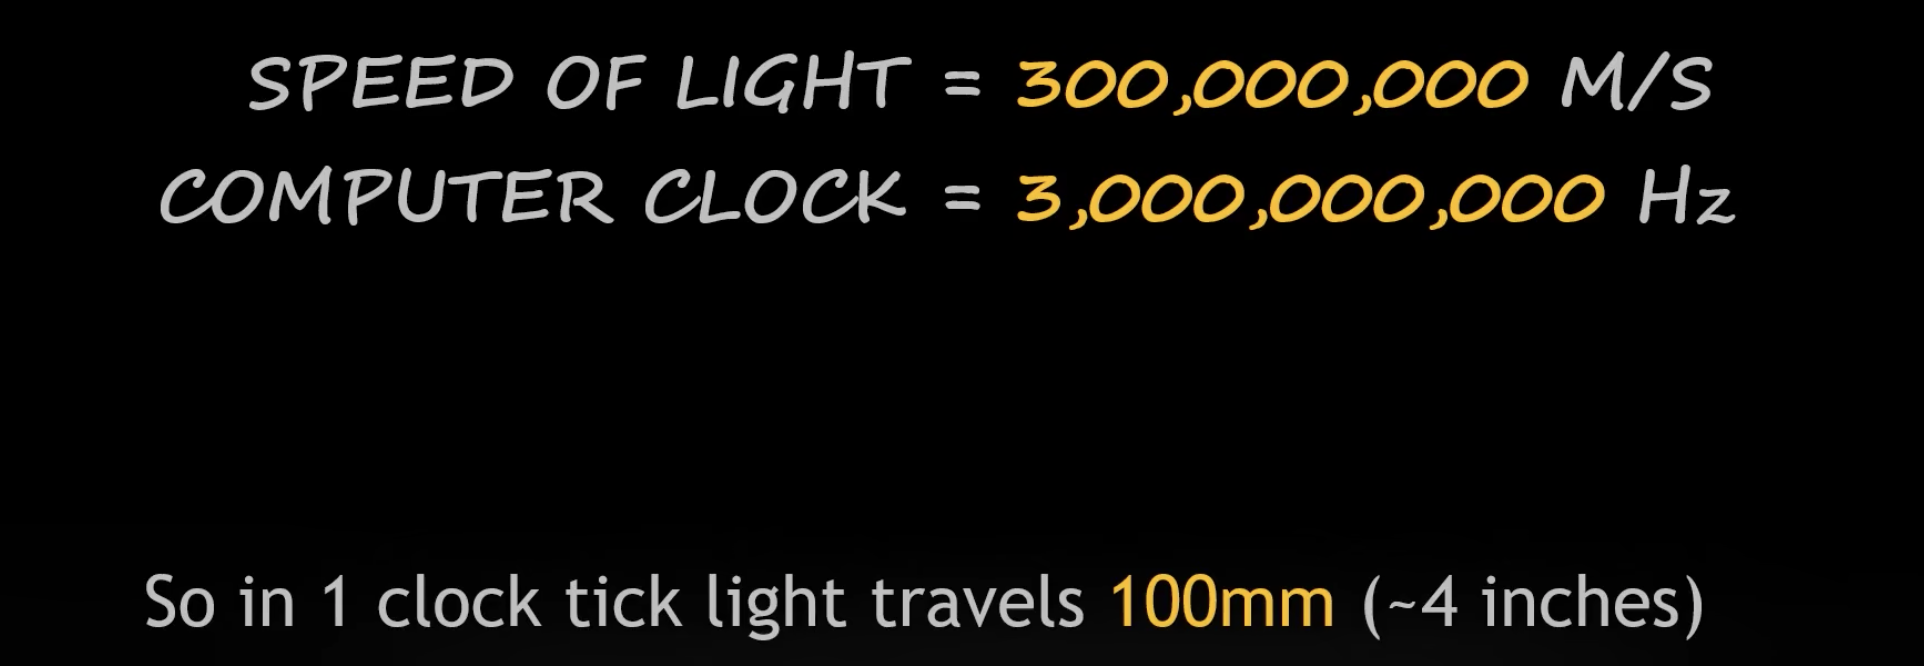 SPEED OF LIGHT = 300,000,000 M/S
COMPUTER CLOCK = 3,000,000,000 Hz
So in 1 clock tick light travels 100mm (~4 inches)